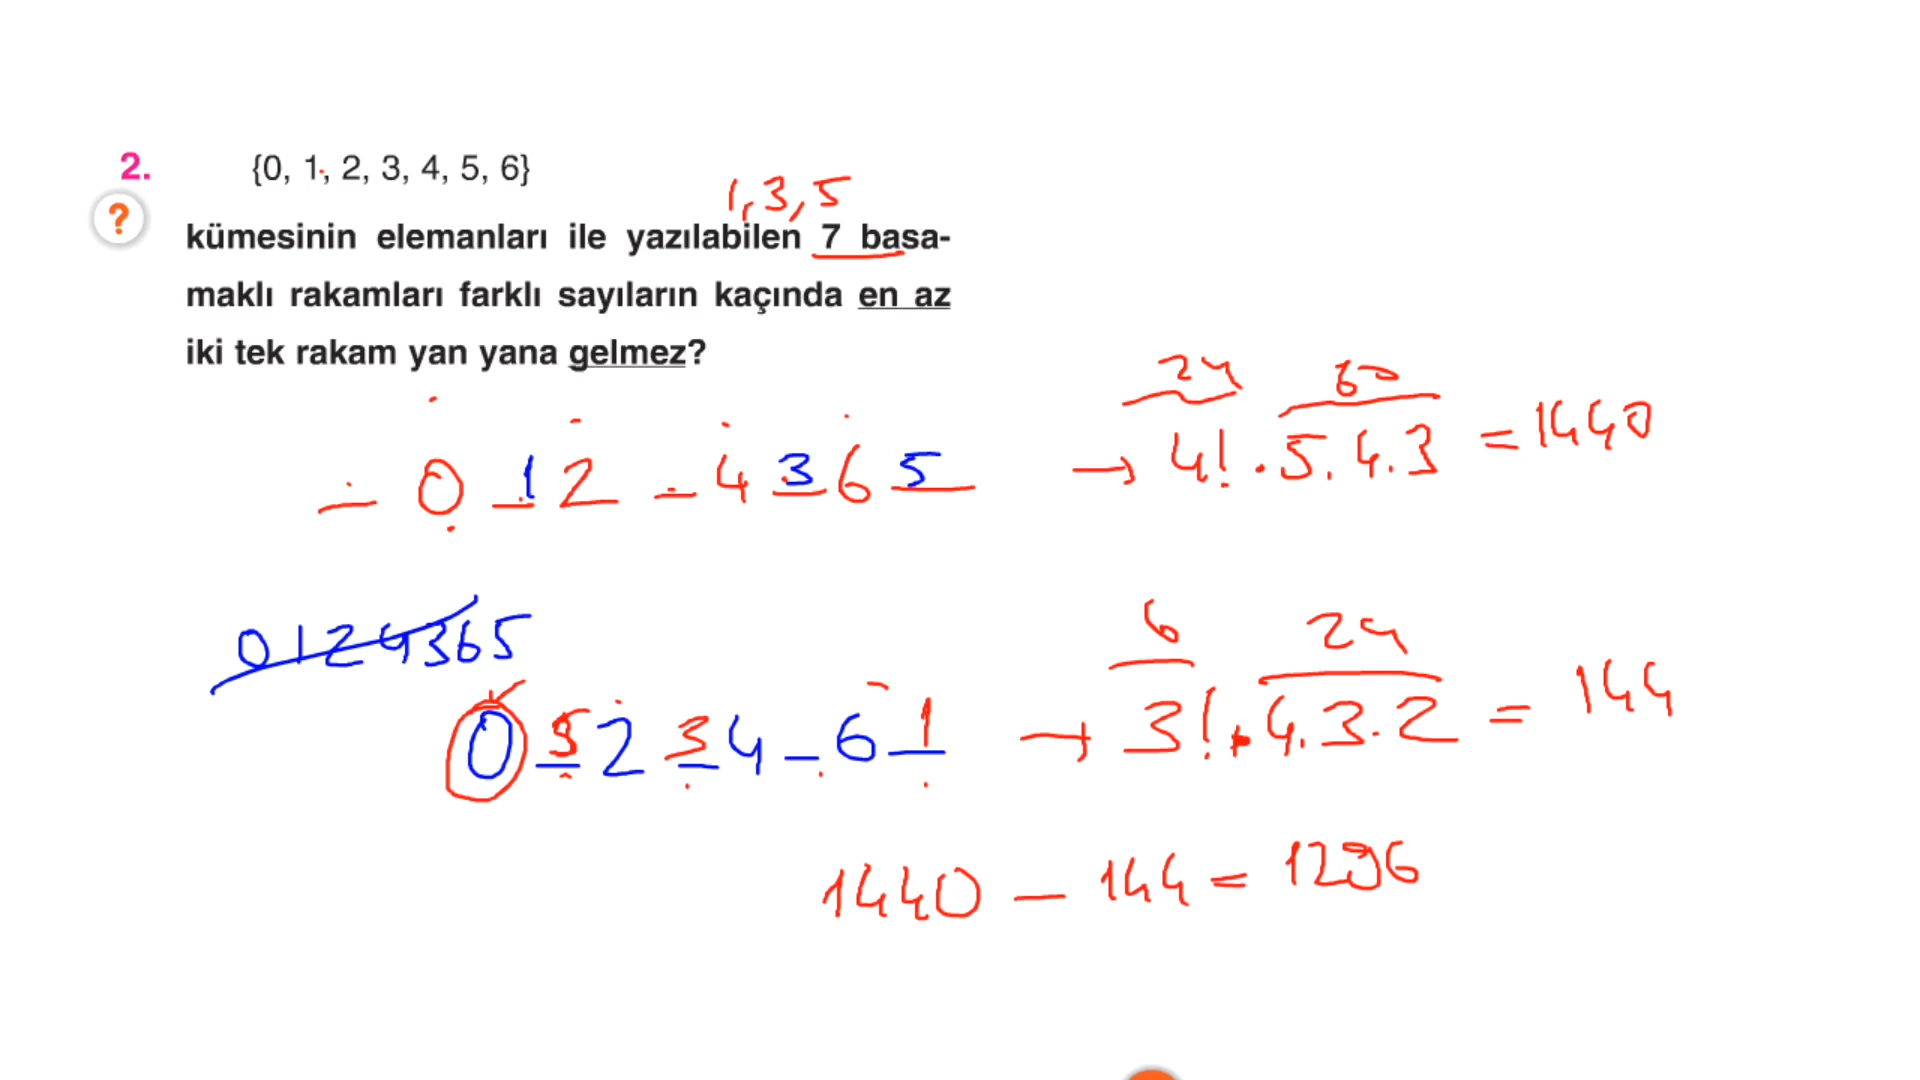 2. {0, 1, 2, 3, 4, 5, 6}
?
1, 3, 5
kümesinin elemanları ile yazılabilen 7 basa-
maklı rakamları farklı sayıların kaçında en az
iki tek rakam yan yana gelmez?
24 60
_ 0 1 2 _ 4 3 6 5 → 4! . 5 . 4 . 3 = 1440
0124365
6 24
0 5 2 3 4 _ 6 1 → 3! . 4 . 3 . 2 = 144
1440 - 144 = 1296